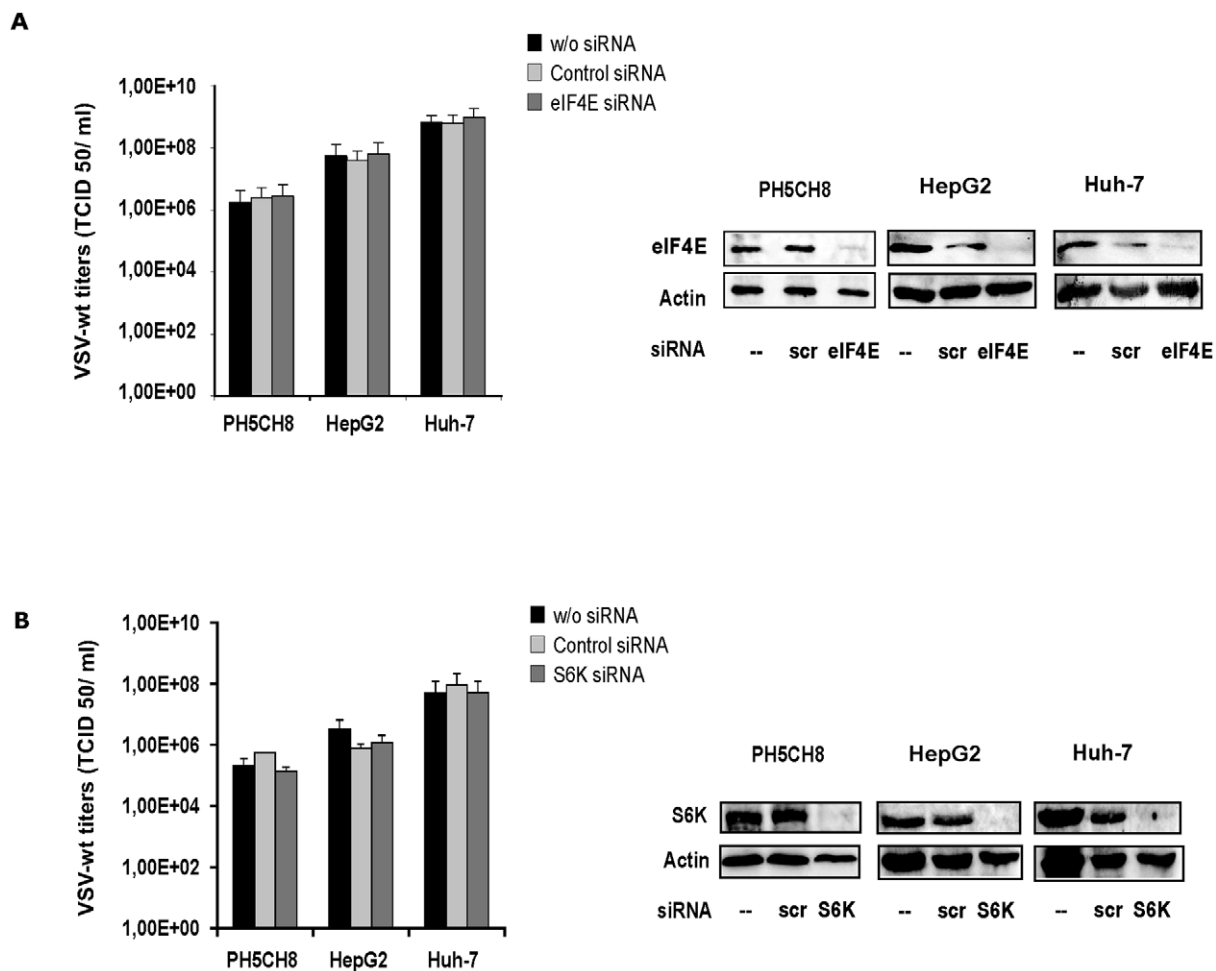 A
w/o siRNA
Control siRNA
eIF4E siRNA
VSV-wt titers (TCID 50/ ml)
1,00E+10
1,00E+08
1,00E+06
1,00E+04
1,00E+02
1,00E+00
PH5CH8 HepG2 Huh-7
PH5CH8 HepG2 Huh-7
eIF4E
Actin
siRNA -- scr eIF4E -- scr eIF4E -- scr eIF4E
B
w/o siRNA
Control siRNA
S6K siRNA
VSV-wt titers (TCID 50/ ml)
1,00E+10
1,00E+08
1,00E+06
1,00E+04
1,00E+02
1,00E+00
PH5CH8 HepG2 Huh-7
PH5CH8 HepG2 Huh-7
S6K
Actin
siRNA -- scr S6K -- scr S6K -- scr S6K